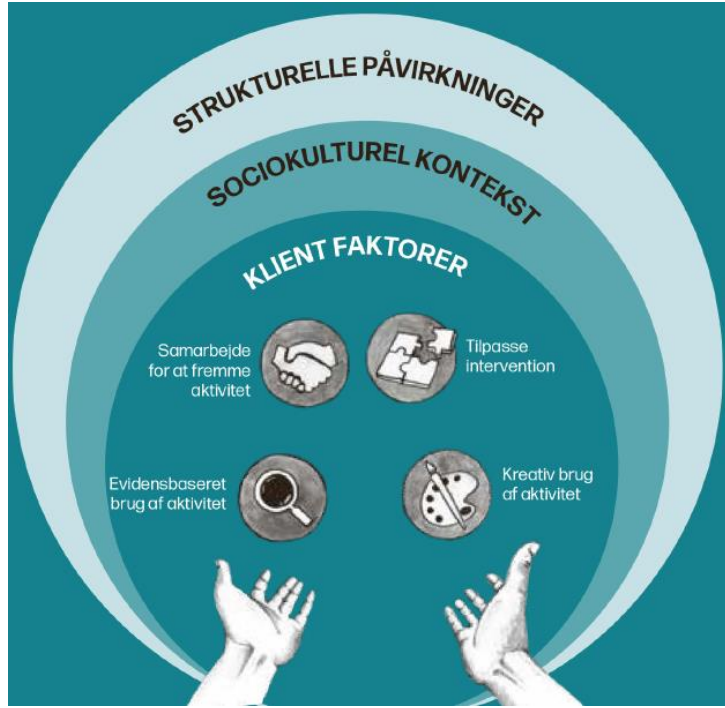 STRUKTURELLE PÅVIRKNINGER
SOCIOKULTUREL KONTEKST
KLIENT FAKTORER
Samarbejde
for at fremme
aktivitet
Tilpasse
intervention
Evidensbaseret
brug af aktivitet
Kreativ brug
af aktivitet